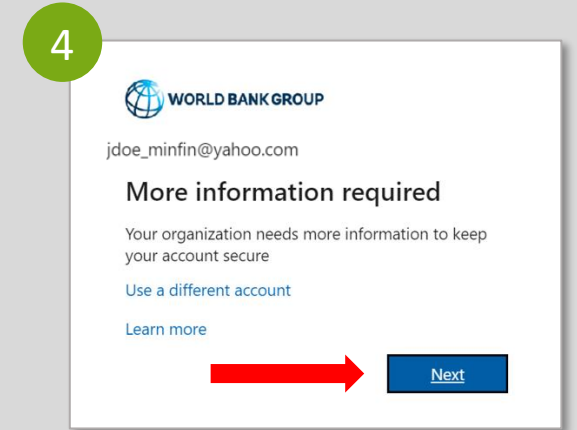 4
WORLD BANK GROUP
jdoe_minfin@yahoo.com
More information required
Your organization needs more information to keep
your account secure
Use a different account
Learn more
Next